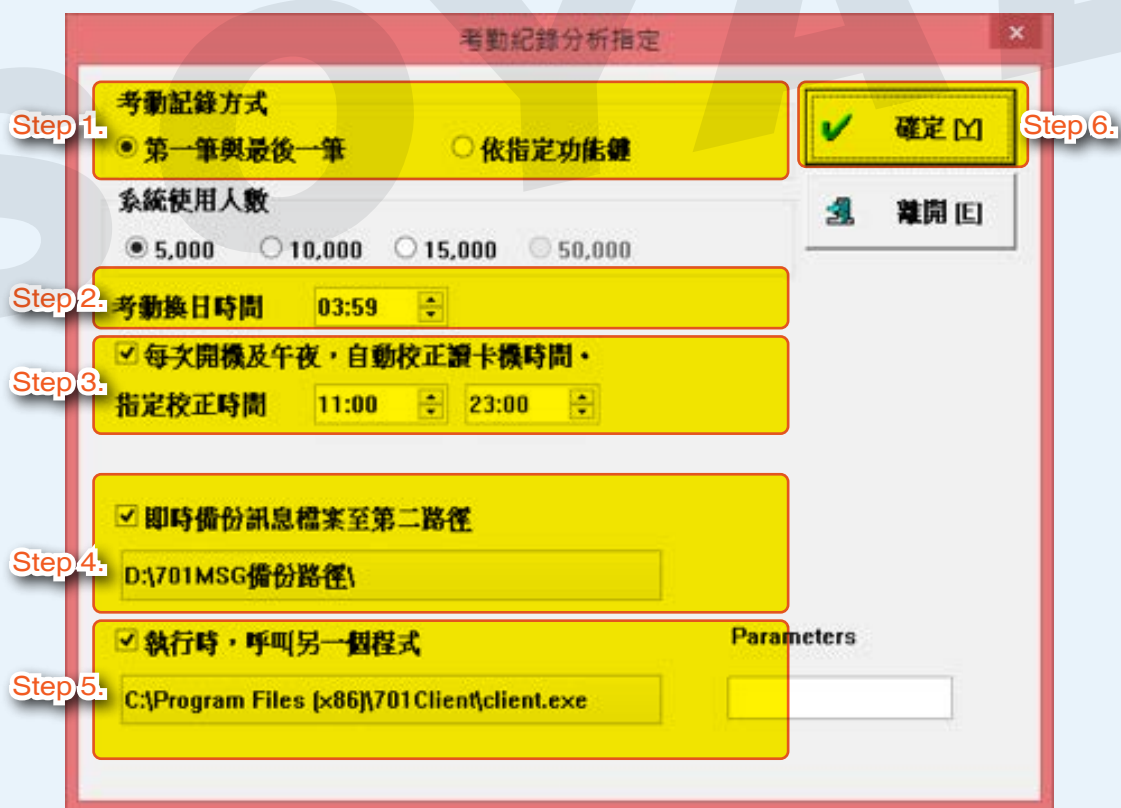 SOYAL
考勤紀錄分析指定
×
Step 1.
考勤記錄方式
第一筆與最後一筆 依指定功能鍵
確定 [Y]
Step 6.
系統使用人數
5,000 10,000 15,000 50,000
離開 [E]
Step 2.
考勤換日時間 03:59
Step 3.
每次開機及午夜，自動校正讀卡機時間。
指定校正時間 11:00 23:00
Step 4.
即時備份訊息檔案至第二路徑
D:\701MSG備份路徑\
Step 5.
執行時，呼叫另一個程式 Parameters
C:\Program Files (x86)\701Client\client.exe